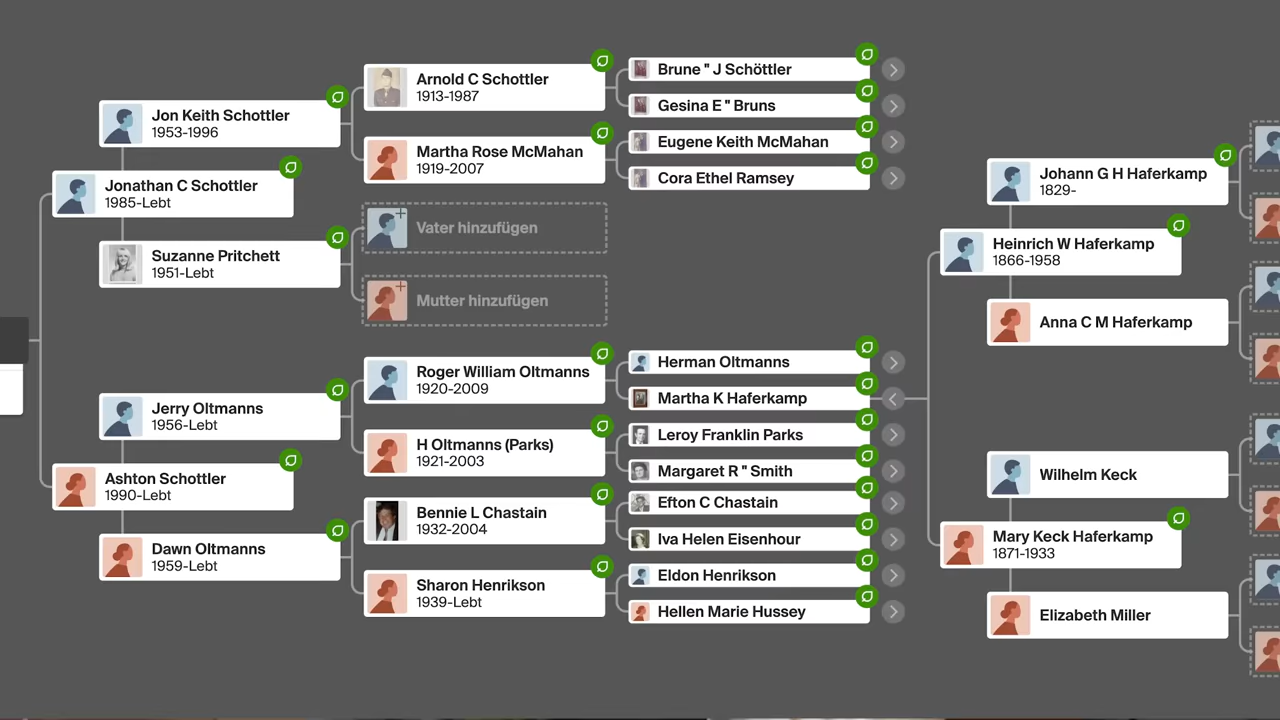 Jon Keith Schottler
1953-1996
Jonathan C Schottler
1985-Lebt
Suzanne Pritchett
1951-Lebt
Arnold C Schottler
1913-1987
Martha Rose McMahan
1919-2007
Vater hinzufügen
Mutter hinzufügen
Brune " J Schöttler
Gesina E " Bruns
Eugene Keith McMahan
Cora Ethel Ramsey
Jerry Oltmanns
1956-Lebt
Ashton Schottler
1990-Lebt
Dawn Oltmanns
1959-Lebt
Roger William Oltmanns
1920-2009
H Oltmanns (Parks)
1921-2003
Bennie L Chastain
1932-2004
Sharon Henrikson
1939-Lebt
Herman Oltmanns
Martha K Haferkamp
Leroy Franklin Parks
Margaret R " Smith
Efton C Chastain
Iva Helen Eisenhour
Eldon Henrikson
Hellen Marie Hussey
Johann G H Haferkamp
1829-
Heinrich W Haferkamp
1866-1958
Anna C M Haferkamp
Wilhelm Keck
Mary Keck Haferkamp
1871-1933
Elizabeth Miller